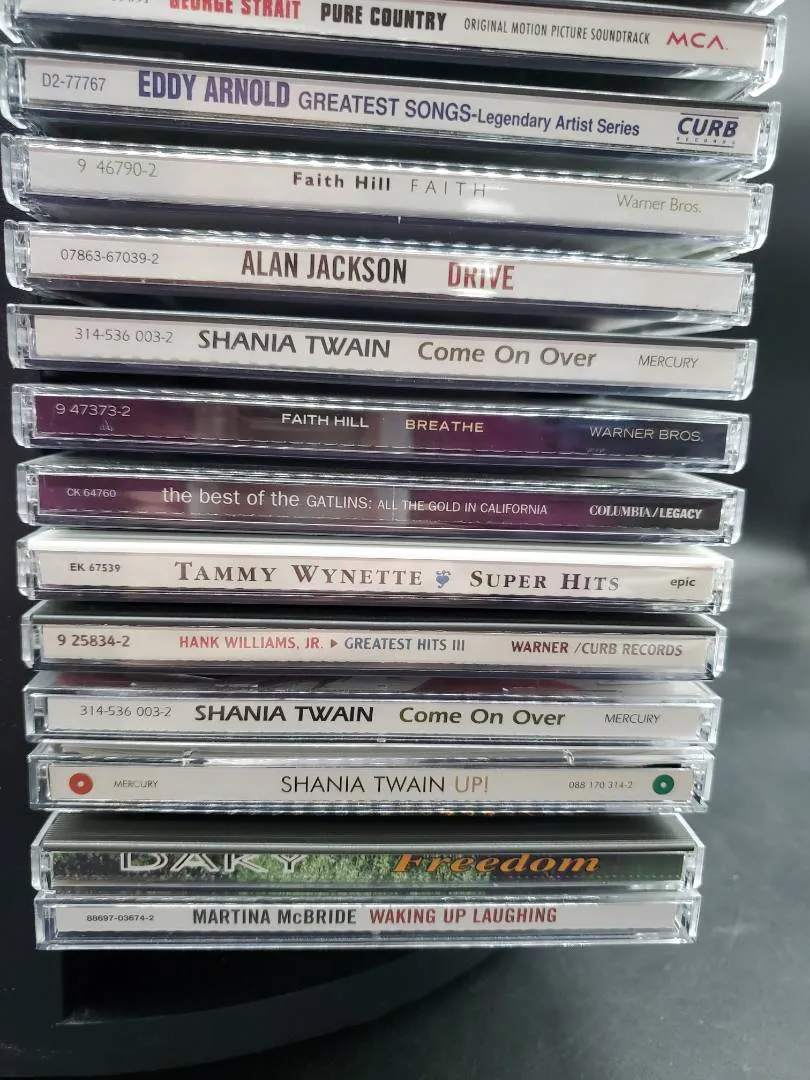 GEORGE STRAIT PURE COUNTRY ORIGINAL MOTION PICTURE SOUNDTRACK MCA
D2-77767 EDDY ARNOLD GREATEST SONGS-Legendary Artist Series CURB RECORDS
9 46790-2 Faith Hill FAITH Warner Bros.
07863-67039-2 ALAN JACKSON DRIVE
314-536 003-2 SHANIA TWAIN Come On Over MERCURY
9 47373-2 FAITH HILL BREATHE WARNER BROS.
CK 64760 the best of the GATLINS: ALL THE GOLD IN CALIFORNIA COLUMBIA/LEGACY
EK 67539 TAMMY WYNETTE SUPER HITS epic
9 25834-2 HANK WILLIAMS, JR. ▸ GREATEST HITS III WARNER /CURB RECORDS
314-536 003-2 SHANIA TWAIN Come On Over MERCURY
MERCURY SHANIA TWAIN UP! 088 170 314-2
DAKY Freedom
88697-03674-2 MARTINA McBRIDE WAKING UP LAUGHING